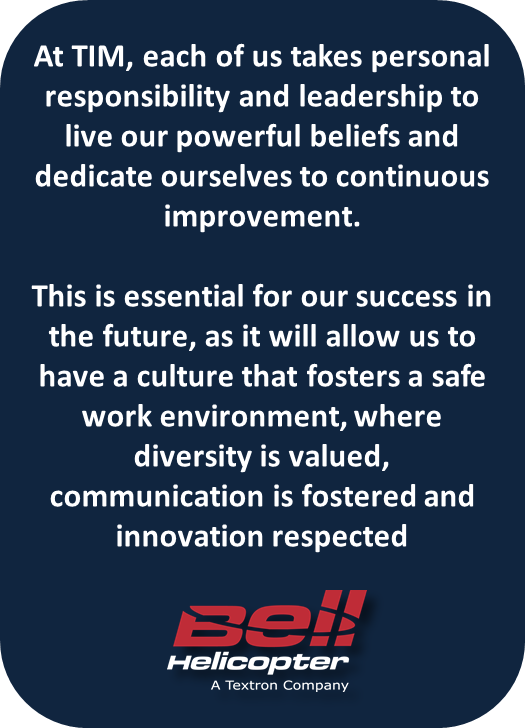 At TIM, each of us takes personal
responsibility and leadership to
live our powerful beliefs and
dedicate ourselves to continuous
improvement.
This is essential for our success in
the future, as it will allow us to
have a culture that fosters a safe
work environment, where
diversity is valued,
communication is fostered and
innovation respected
Bell
Helicopter
A Textron Company